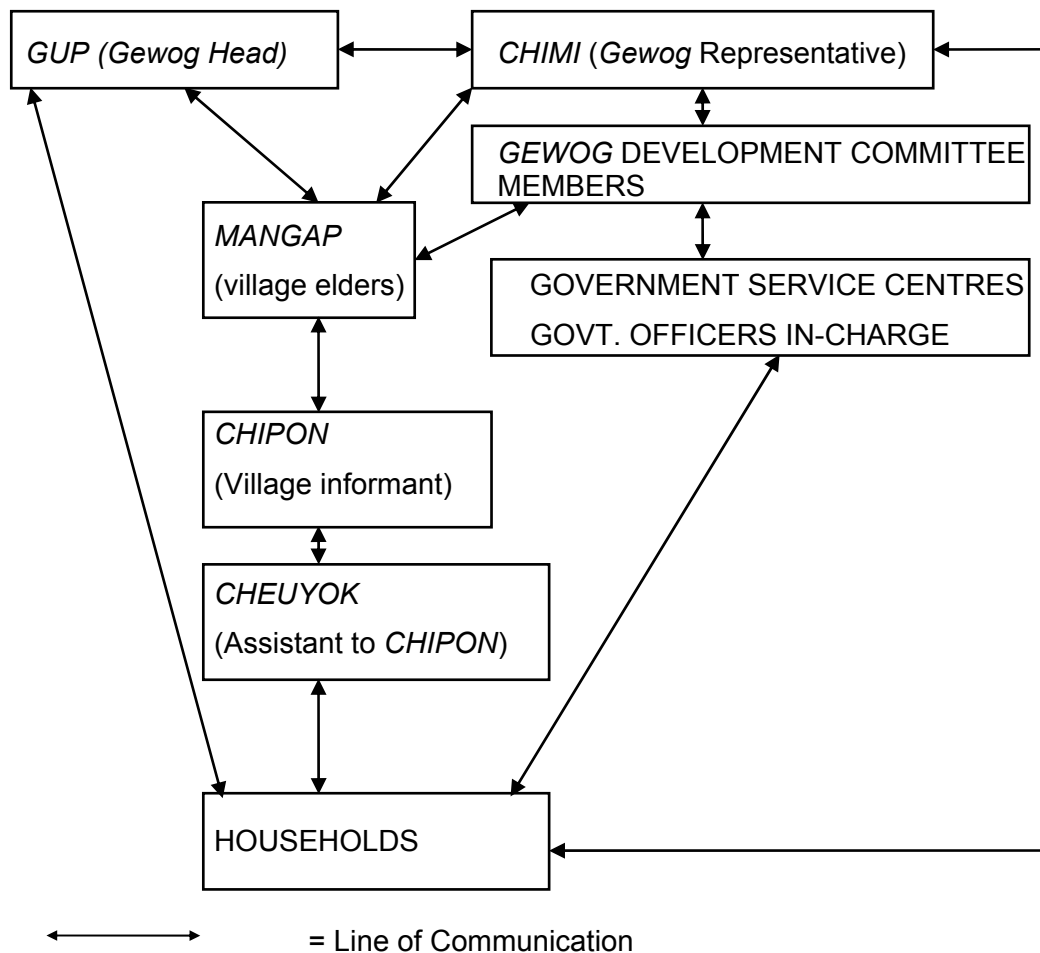 GUP (Gewog Head)
CHIMI (Gewog Representative)
GEWOG DEVELOPMENT COMMITTEE
MEMBERS
MANGAP
(village elders)
GOVERNMENT SERVICE CENTRES
GOVT. OFFICERS IN-CHARGE
CHIPON
(Village informant)
CHEUYOK
(Assistant to CHIPON)
HOUSEHOLDS
= Line of Communication